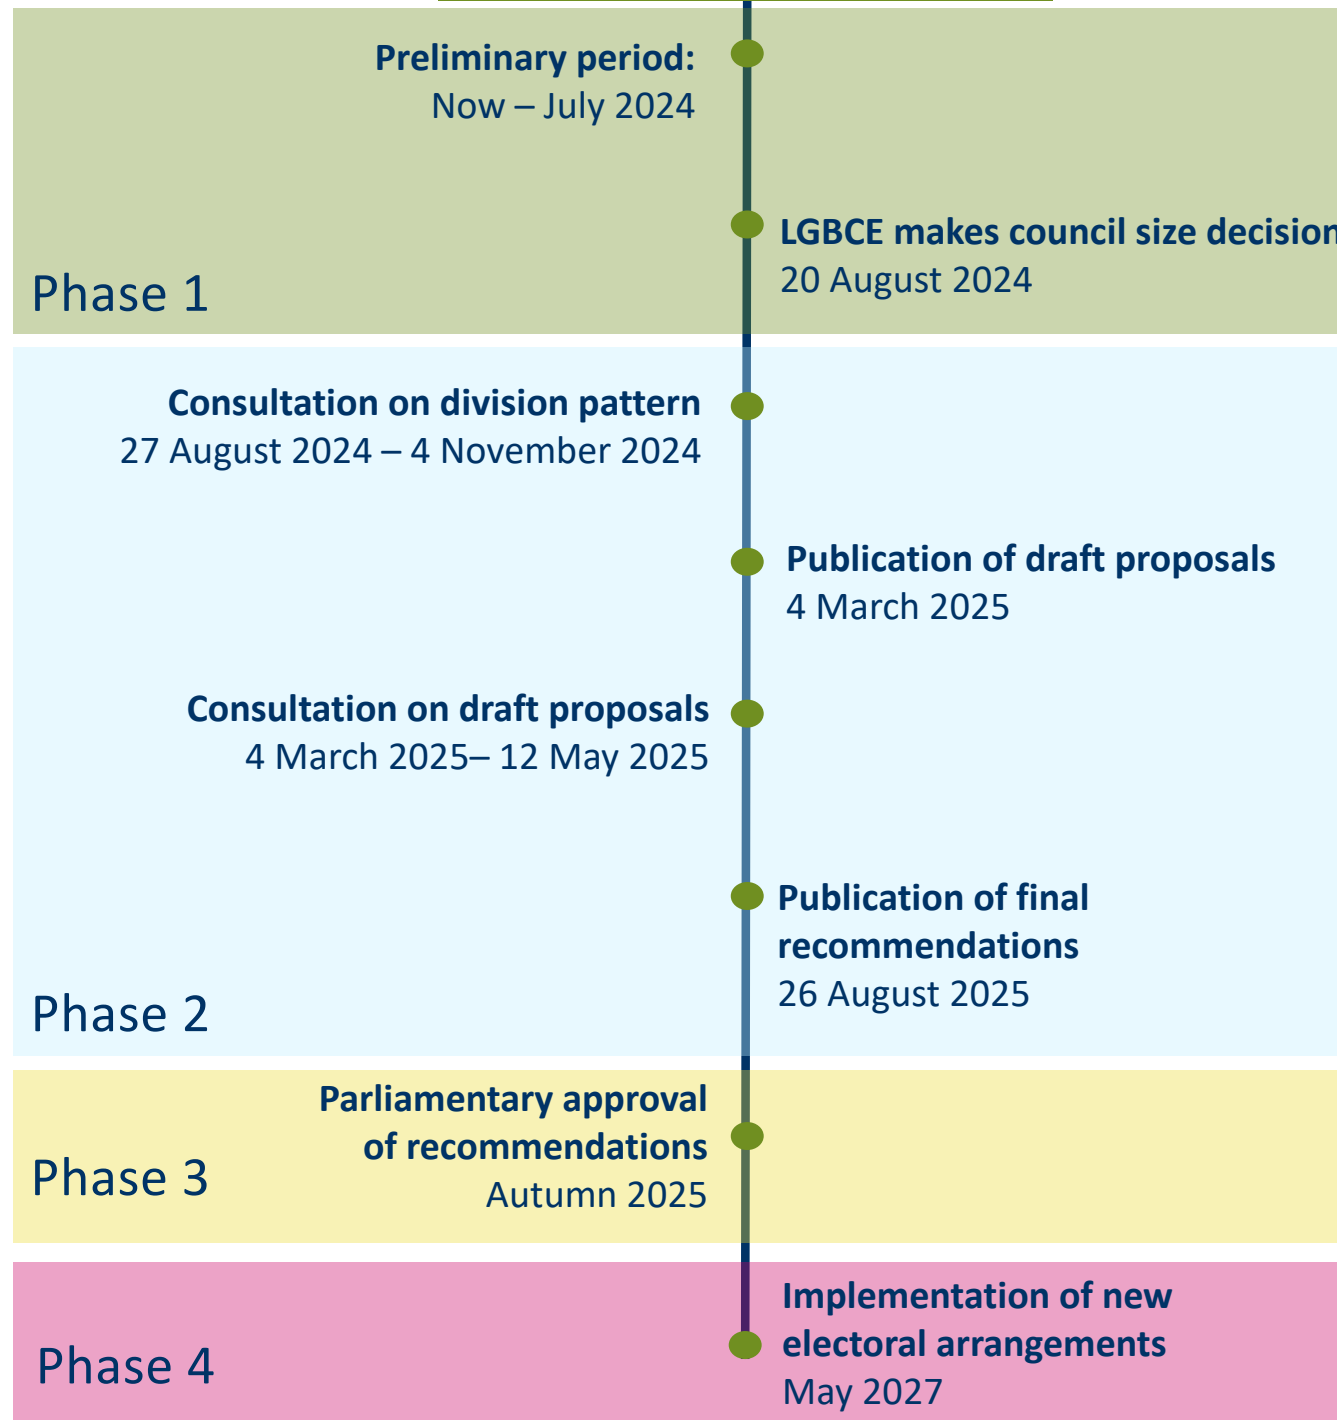 Preliminary period:
Now – July 2024
LGBCE makes council size decision
20 August 2024
Phase 1
Consultation on division pattern
27 August 2024 – 4 November 2024
Publication of draft proposals
4 March 2025
Consultation on draft proposals
4 March 2025– 12 May 2025
Publication of final
recommendations
26 August 2025
Phase 2
Parliamentary approval
of recommendations
Autumn 2025
Phase 3
Implementation of new
electoral arrangements
May 2027
Phase 4